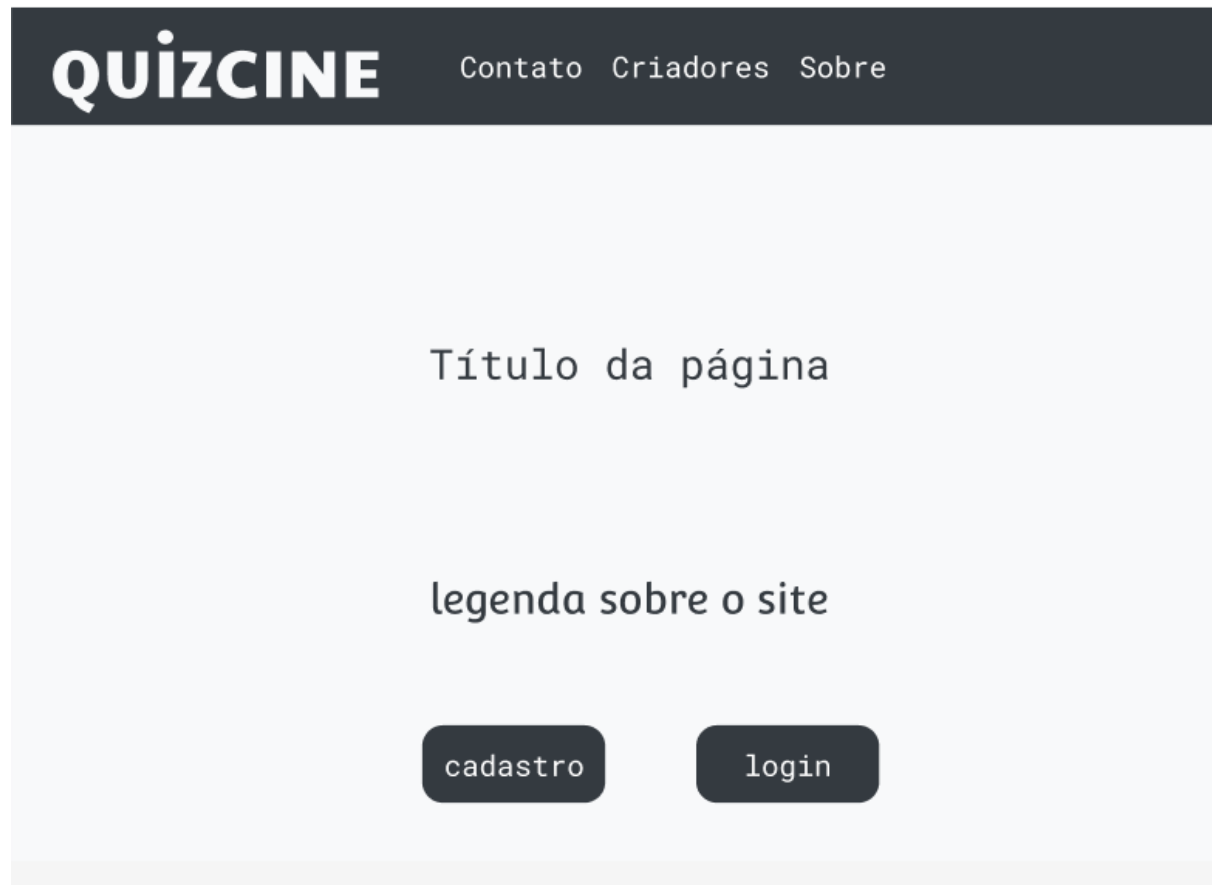 QUiZCINE Contato Criadores Sobre
Título da página
legenda sobre o site
cadastro login